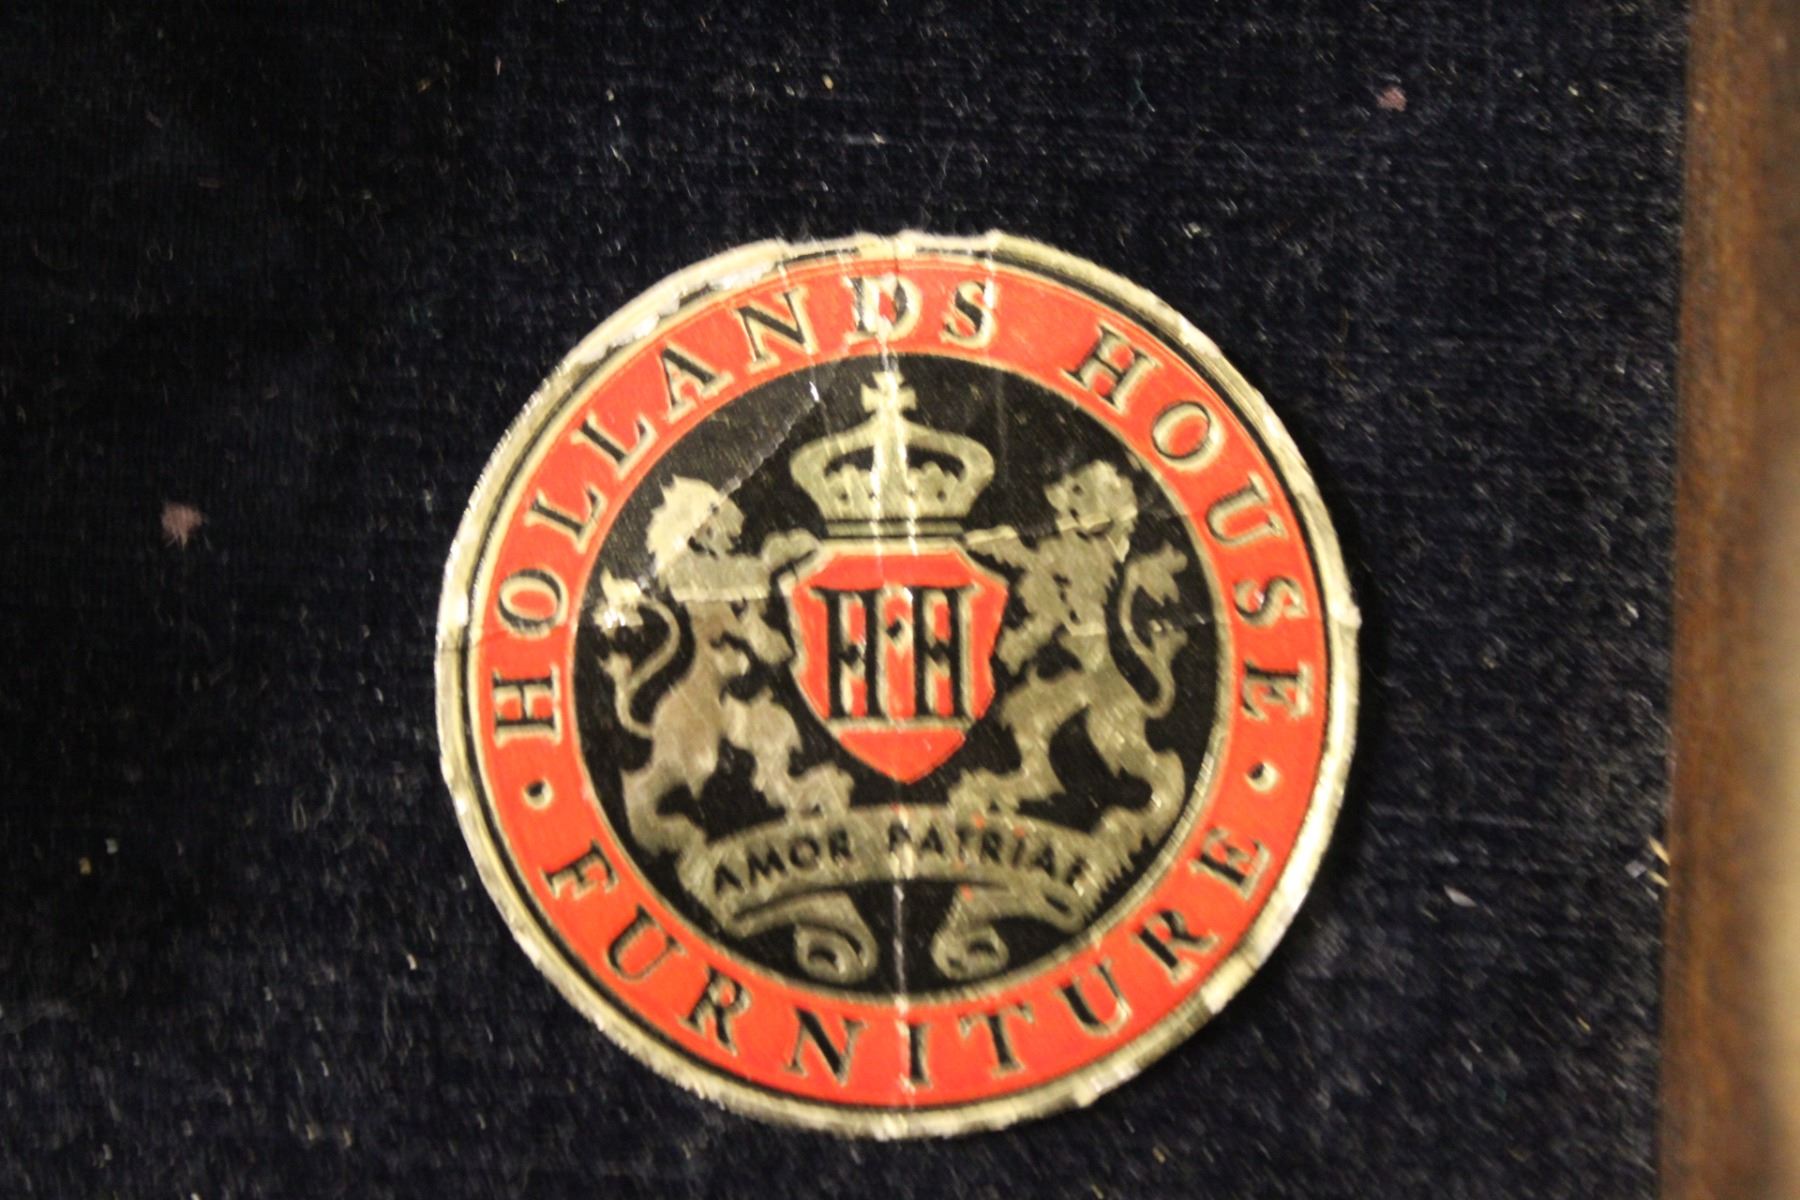 HOLLANDS HOUSE
HH
AMOR PATRIAE
• FURNITURE •